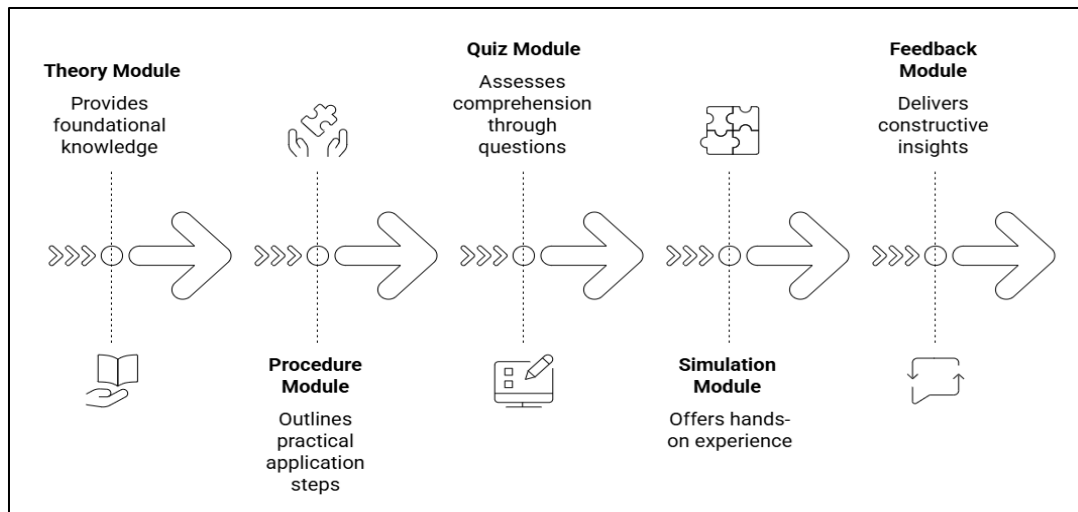 Theory Module
Provides
foundational
knowledge
Procedure
Module
Outlines
practical
application
steps
Quiz Module
Assesses
comprehension
through
questions
Simulation
Module
Offers hands-
on experience
Feedback
Module
Delivers
constructive
insights